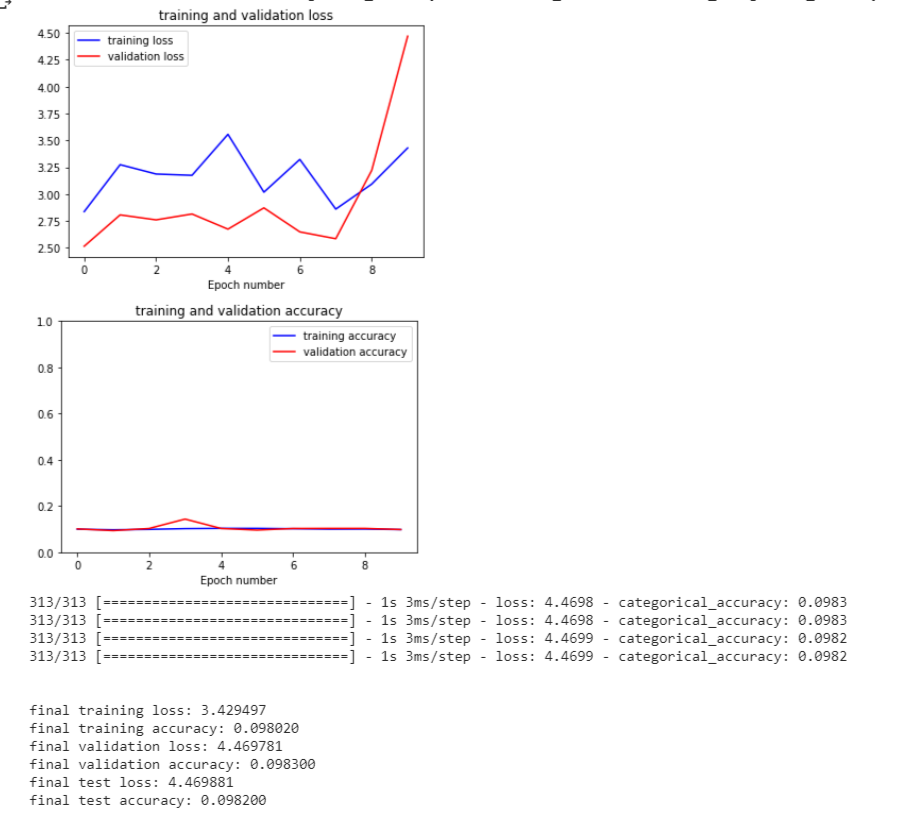 training and validation loss
4.50
4.25
4.00
3.75
3.50
3.25
3.00
2.75
2.50
training loss
validation loss
0 2 4 6 8
Epoch number
training and validation accuracy
1.0
0.8
0.6
0.4
0.2
0.0
training accuracy
validation accuracy
0 2 4 6 8
Epoch number
313/313 [==============================] - 1s 3ms/step - loss: 4.4698 - categorical_accuracy: 0.0983
313/313 [==============================] - 1s 3ms/step - loss: 4.4698 - categorical_accuracy: 0.0983
313/313 [==============================] - 1s 3ms/step - loss: 4.4699 - categorical_accuracy: 0.0982
313/313 [==============================] - 1s 3ms/step - loss: 4.4699 - categorical_accuracy: 0.0982
final training loss: 3.429497
final training accuracy: 0.098020
final validation loss: 4.469781
final validation accuracy: 0.098300
final test loss: 4.469881
final test accuracy: 0.098200